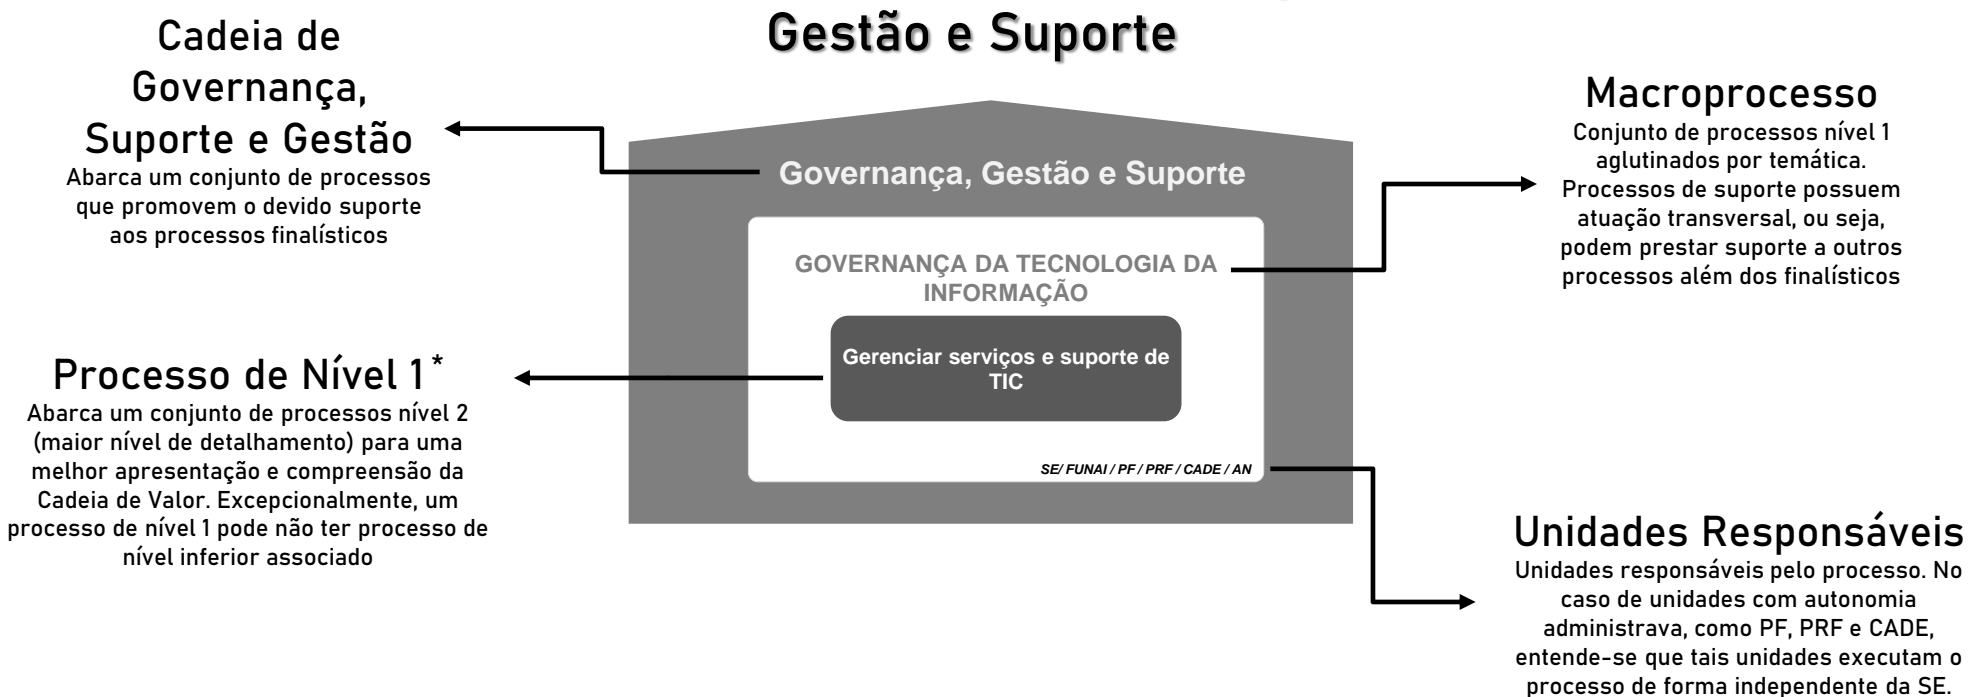 Gestão e Suporte
Cadeia de
Governança,
Suporte e Gestão
Abarca um conjunto de processos
que promovem o devido suporte
aos processos finalísticos
Processo de Nível 1*
Abarca um conjunto de processos nível 2
(maior nível de detalhamento) para uma
melhor apresentação e compreensão da
Cadeia de Valor. Excepcionalmente, um
processo de nível 1 pode não ter processo de
nível inferior associado
Governança, Gestão e Suporte
GOVERNANÇA DA TECNOLOGIA DA
INFORMAÇÃO
Gerenciar serviços e suporte de
TIC
SE/ FUNAI / PF / PRF / CADE / AN
Macroprocesso
Conjunto de processos nível 1
aglutinados por temática.
Processos de suporte possuem
atuação transversal, ou seja,
podem prestar suporte a outros
processos além dos finalísticos
Unidades Responsáveis
Unidades responsáveis pelo processo. No
caso de unidades com autonomia
administrava, como PF, PRF e CADE,
entende-se que tais unidades executam o
processo de forma independente da SE.